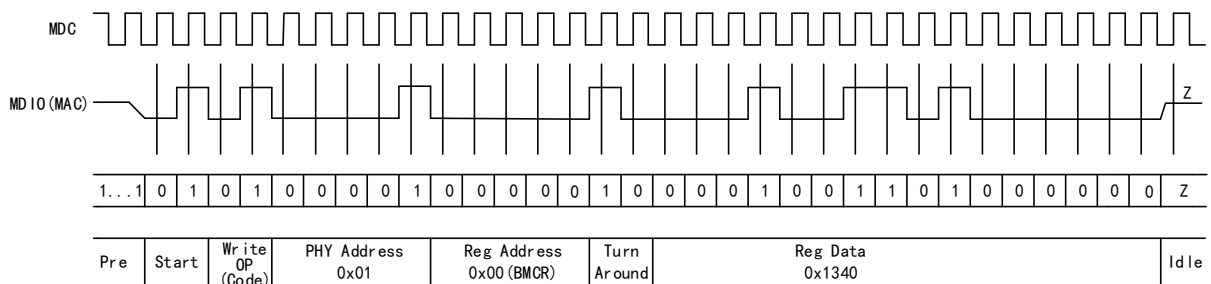 MDC
MDIO(MAC)
Z
1...1 0 1 0 1 0 0 0 0 1 0 0 0 0 0 1 0 0 0 0 1 0 0 1 1 0 1 0 0 0 0 0 0 Z
Pre Start Write OP (Code) PHY Address 0x01 Reg Address 0x00(BMCR) Turn Around Reg Data 0x1340 Idle